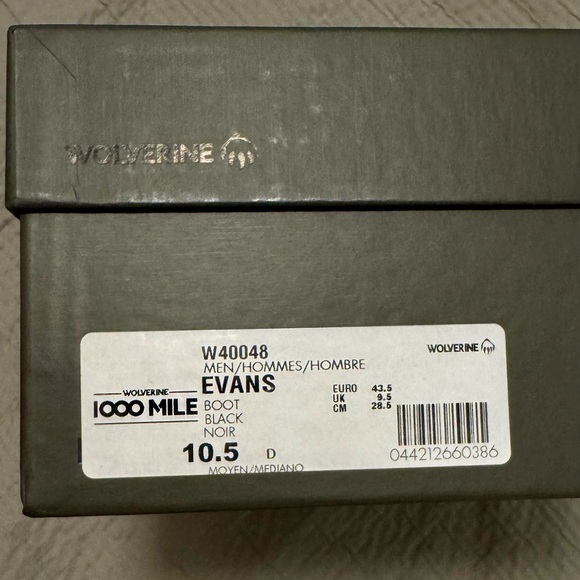 WOLVERINE
W40048
MEN/HOMMES/HOMBRE
EVANS
BOOT
BLACK
NOIR
10.5 D
MOYEN/MEDIANO
WOLVERINE
1000 MILE
EURO 43.5
UK 9.5
CM 28.5
WOLVERINE
044212660386